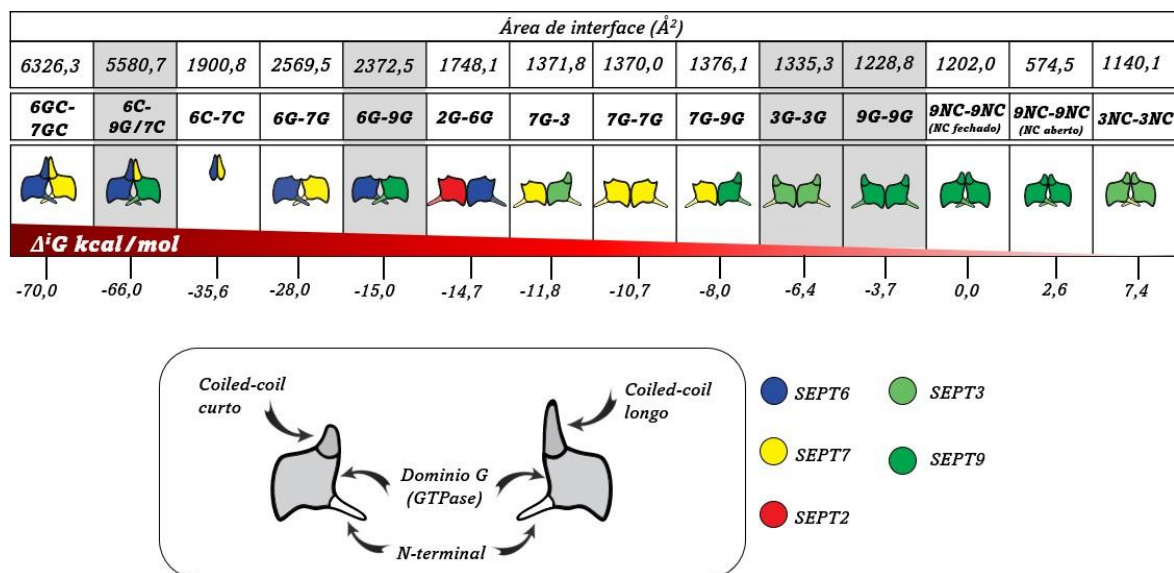 Área de interface (Å²)
6326,3 5580,7 1900,8 2569,5 2372,5 1748,1 1371,8 1370,0 1376,1 1335,3 1228,8 1202,0 574,5 1140,1
6GC-7GC 6C-9G/7C 6C-7C 6G-7G 6G-9G 2G-6G 7G-3 7G-7G 7G-9G 3G-3G 9G-9G 9NC-9NC (NC fechado) 9NC-9NC (NC aberto) 3NC-3NC
ΔⁱG kcal/mol
-70,0 -66,0 -35,6 -28,0 -15,0 -14,7 -11,8 -10,7 -8,0 -6,4 -3,7 0,0 2,6 7,4
Coiled-coil curto
Coiled-coil longo
Dominio G (GTPase)
N-terminal
SEPT6
SEPT3
SEPT7
SEPT9
SEPT2